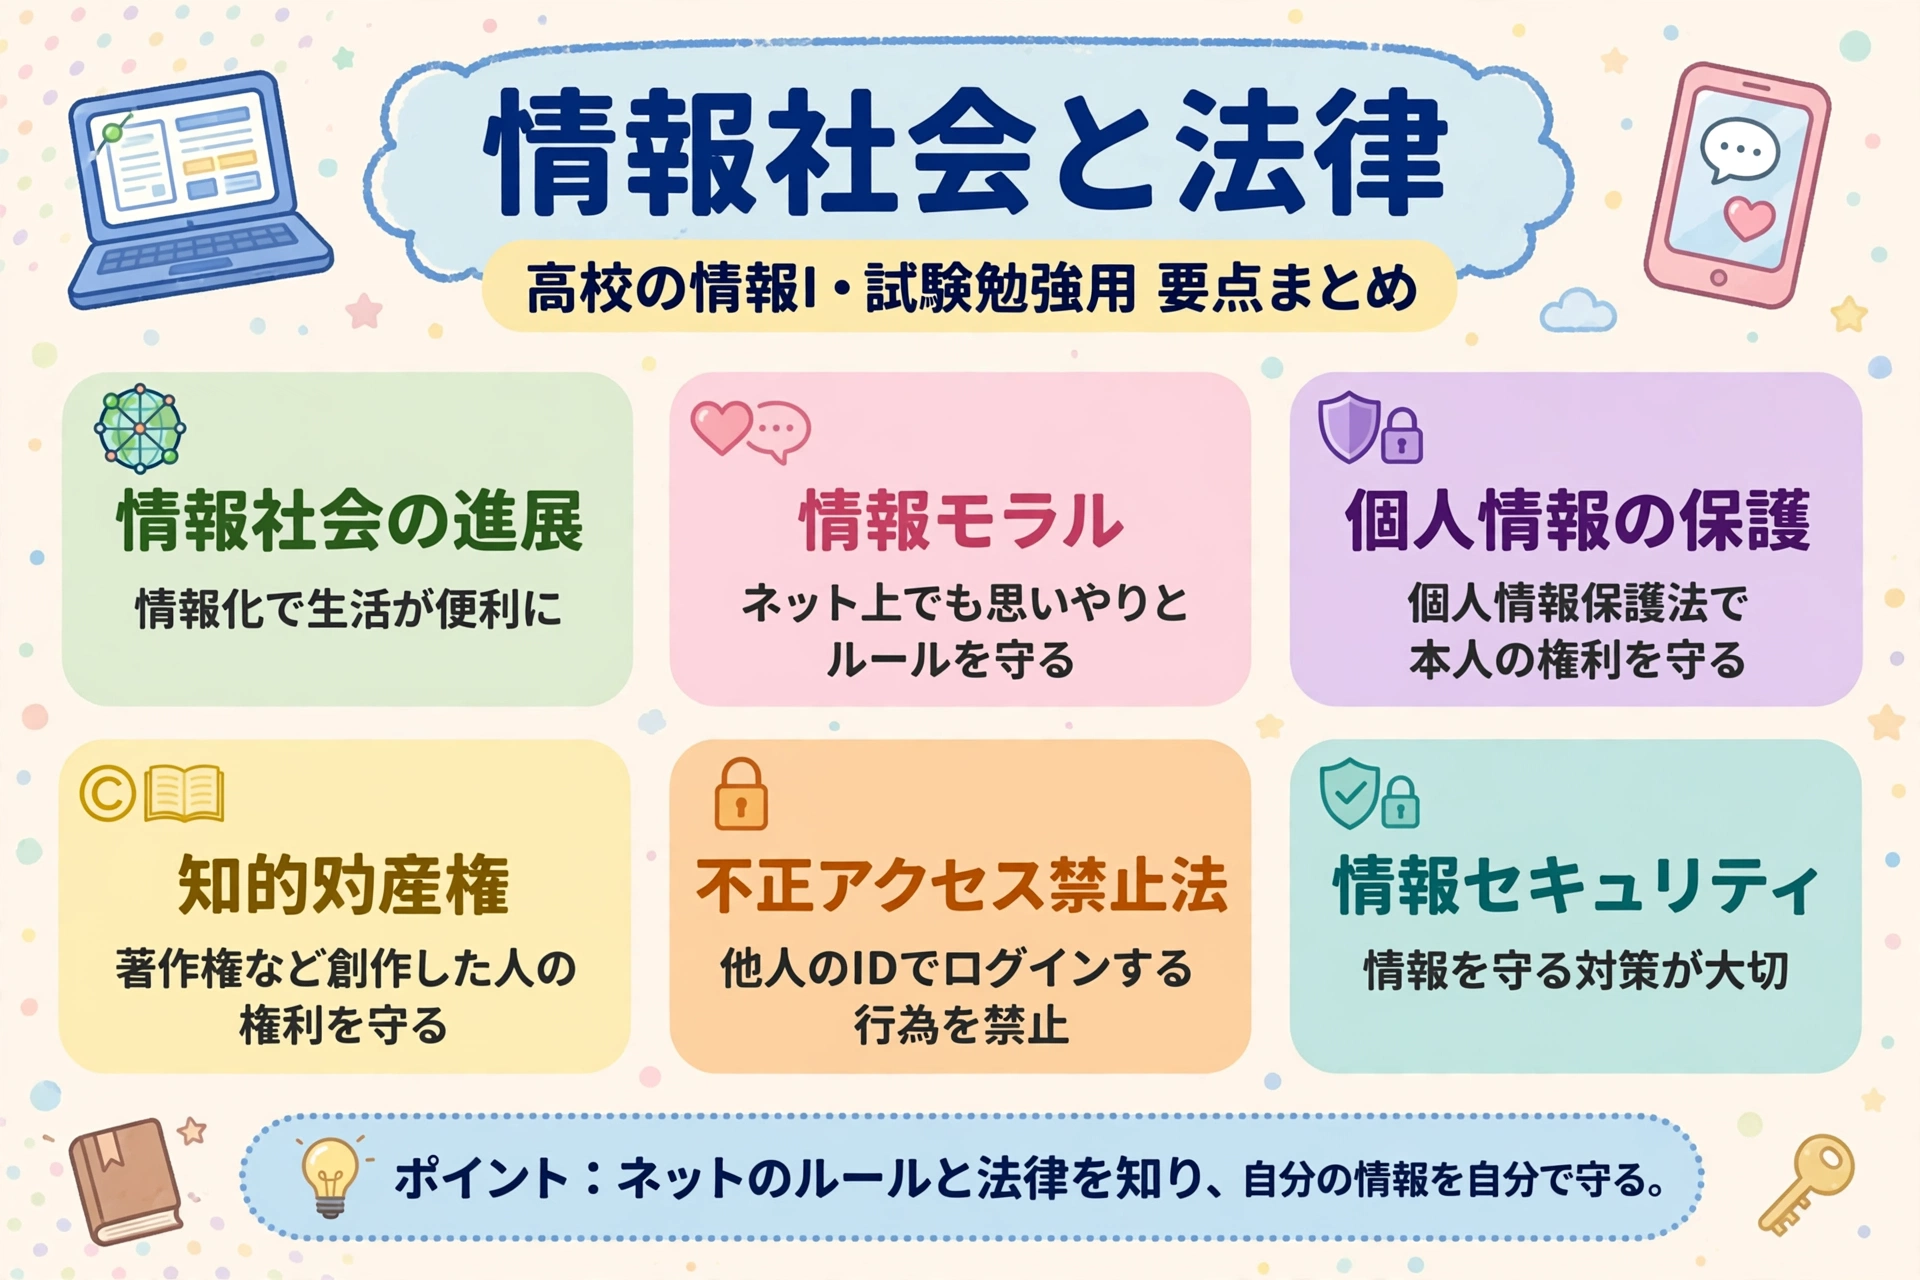 情報社会と法律
高校の情報I・試験勉強用 要点まとめ
情報社会の進展
情報化で生活が便利に
情報モラル
ネット上でも思いやりと
ルールを守る
個人情報の保護
個人情報保護法で
本人の権利を守る
知的産権
著作権など創作した人の
権利を守る
不正アクセス禁止法
他人のIDでログインする
行為を禁止
情報セキュリティ
情報を守る対策が大切
ポイント：ネットのルールと法律を知り、自分の情報を自分で守る。